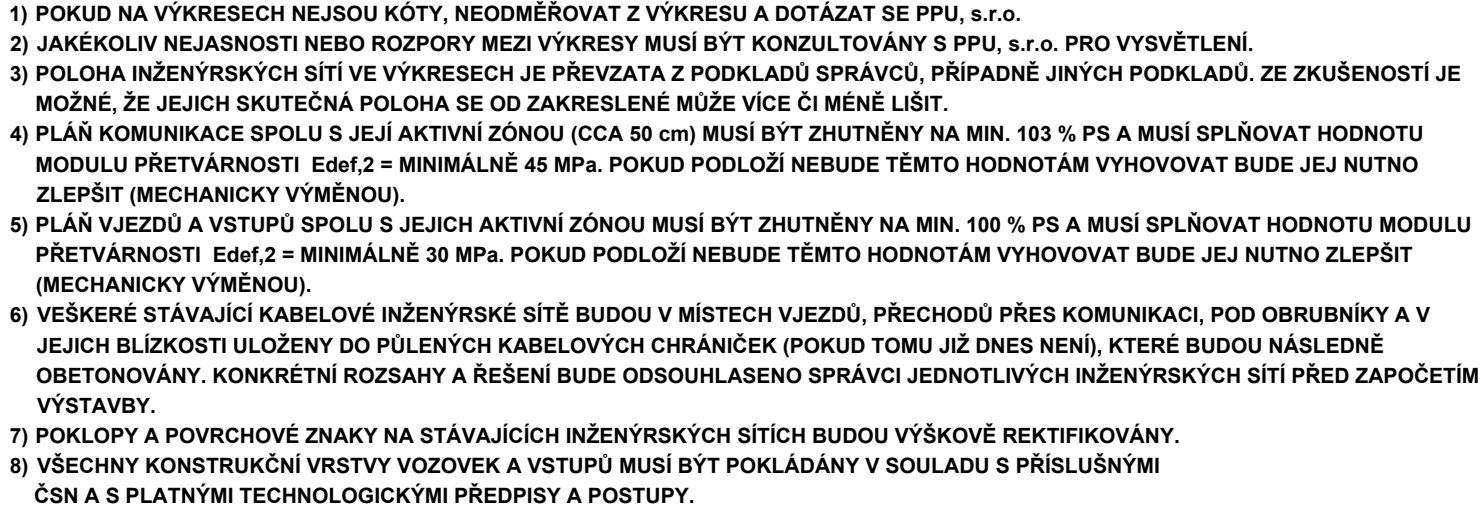 1) POKUD NA VÝKRESECH NEJSOU KÓTY, NEODMĚŘOVAT Z VÝKRESU A DOTÁZAT SE PPU, s.r.o.
2) JAKÉKOLIV NEJASNOSTI NEBO ROZPORY MEZI VÝKRESY MUSÍ BÝT KONZULTOVÁNY S PPU, s.r.o. PRO VYSVĚTLENÍ.
3) POLOHA INŽENÝRSKÝCH SÍTÍ VE VÝKRESECH JE PŘEVZATA Z PODKLADŮ SPRÁVCŮ, PŘÍPADNĚ JINÝCH PODKLADŮ. ZE ZKUŠENOSTÍ JE
MOŽNÉ, ŽE JEJICH SKUTEČNÁ POLOHA SE OD ZAKRESLENÉ MŮŽE VÍCE ČI MÉNĚ LIŠIT.
4) PLÁŇ KOMUNIKACE SPOLU S JEJÍ AKTIVNÍ ZÓNOU (CCA 50 cm) MUSÍ BÝT ZHUTNĚNY NA MIN. 103 % PS A MUSÍ SPLŇOVAT HODNOTU
MODULU PŘETVÁRNOSTI Edef,2 = MINIMÁLNĚ 45 MPa. POKUD PODLOŽÍ NEBUDE TĚMTO HODNOTÁM VYHOVOVAT BUDE JEJ NUTNO
ZLEPŠIT (MECHANICKY VÝMĚNOU).
5) PLÁŇ VJEZDŮ A VSTUPŮ SPOLU S JEJICH AKTIVNÍ ZÓNOU MUSÍ BÝT ZHUTNĚNY NA MIN. 100 % PS A MUSÍ SPLŇOVAT HODNOTU MODULU
PŘETVÁRNOSTI Edef,2 = MINIMÁLNĚ 30 MPa. POKUD PODLOŽÍ NEBUDE TĚMTO HODNOTÁM VYHOVOVAT BUDE JEJ NUTNO ZLEPŠIT
(MECHANICKY VÝMĚNOU).
6) VEŠKERÉ STÁVAJÍCÍ KABELOVÉ INŽENÝRSKÉ SÍTĚ BUDOU V MÍSTECH VJEZDŮ, PŘECHODŮ PŘES KOMUNIKACI, POD OBRUBNÍKY A V
JEJICH BLÍZKOSTI ULOŽENY DO PŮLENÝCH KABELOVÝCH CHRÁNIČEK (POKUD TOMU JIŽ DNES NENÍ), KTERÉ BUDOU NÁSLEDNĚ
OBETONOVÁNY. KONKRÉTNÍ ROZSAHY A ŘEŠENÍ BUDE ODSOUHLASENO SPRÁVCI JEDNOTLIVÝCH INŽENÝRSKÝCH SÍTÍ PŘED ZAPOČETÍM
VÝSTAVBY.
7) POKLOPY A POVRCHOVÉ ZNAKY NA STÁVAJÍCÍCH INŽENÝRSKÝCH SÍTÍCH BUDOU VÝŠKOVĚ REKTIFIKOVÁNY.
8) VŠECHNY KONSTRUKČNÍ VRSTVY VOZOVEK A VSTUPŮ MUSÍ BÝT POKLÁDÁNY V SOULADU S PŘÍSLUŠNÝMI
ČSN A S PLATNÝMI TECHNOLOGICKÝMI PŘEDPISY A POSTUPY.